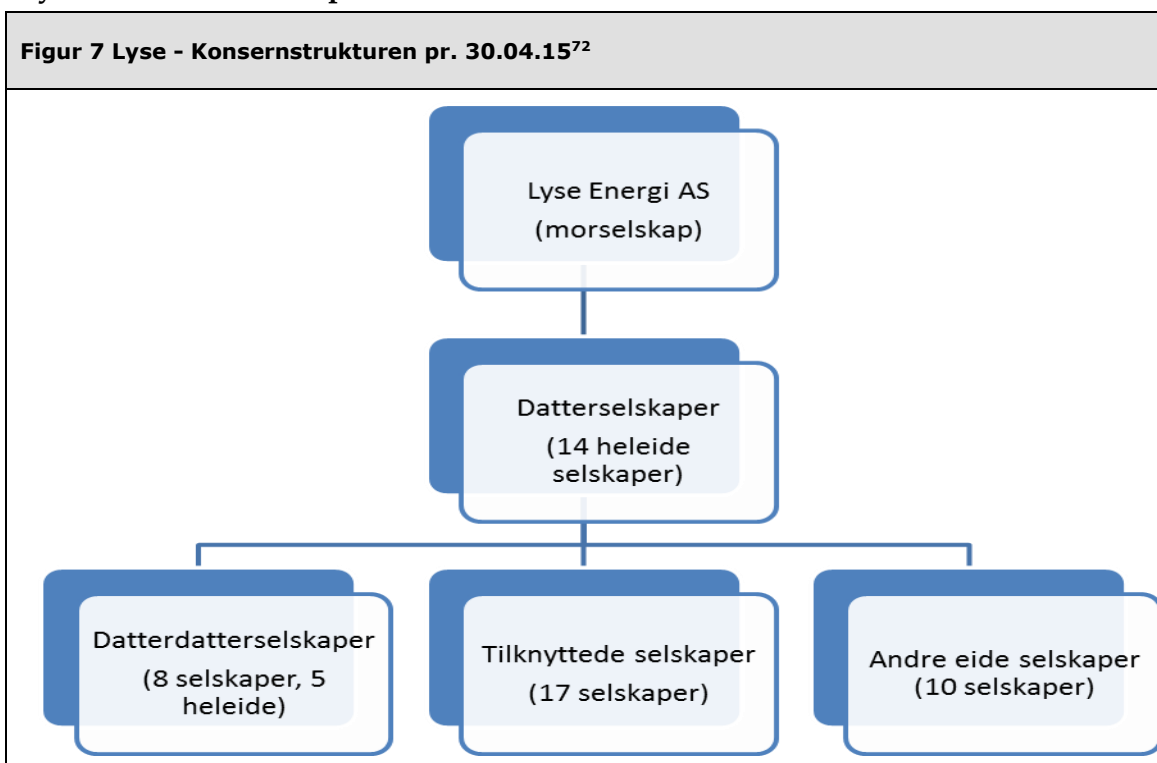 Figur 7 Lyse - Konsernstrukturen pr. 30.04.15⁷²
Lyse Energi AS
(morselskap)
Datterselskaper
(14 heleide
selskaper)
Datterdatterselskaper
(8 selskaper, 5
heleide)
Tilknyttede selskaper
(17 selskaper)
Andre eide selskaper
(10 selskaper)